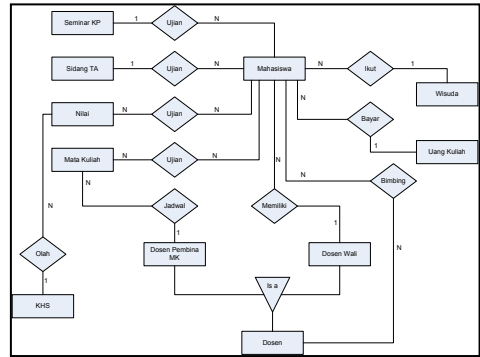 Seminar KP
1
Ujian
N
Sidang TA
1
Ujian
N
Mahasiswa
N
Ikut
1
Wisuda
Nilai
N
Ujian
N
N
Bayar
1
Uang Kuliah
Mata Kuliah
N
Ujian
N
N
Bimbing
N
N
Jadwal
N
Memiliki
1
1
N
Dosen Pembina
MK
Dosen Wali
Olah
1
Is a
KHS
Dosen